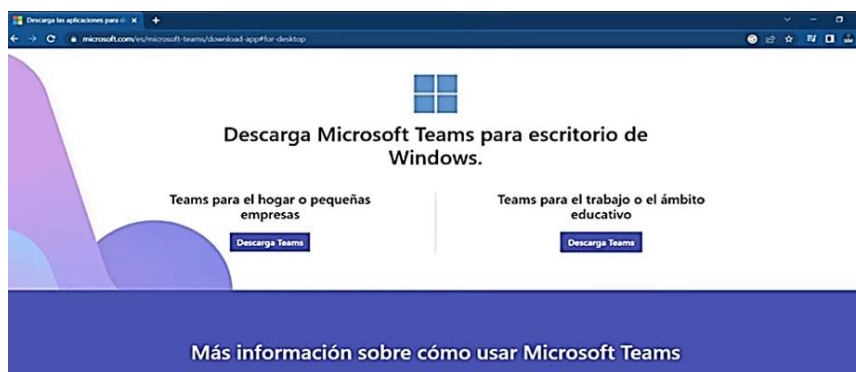 Descarga las aplicaciones para d
microsoft.com/es/microsoft-teams/download-app#for-desktop
Descarga Microsoft Teams para escritorio de
Windows.
Teams para el hogar o pequeñas
empresas
Descarga Teams
Teams para el trabajo o el ámbito
educativo
Descarga Teams
Más información sobre cómo usar Microsoft Teams